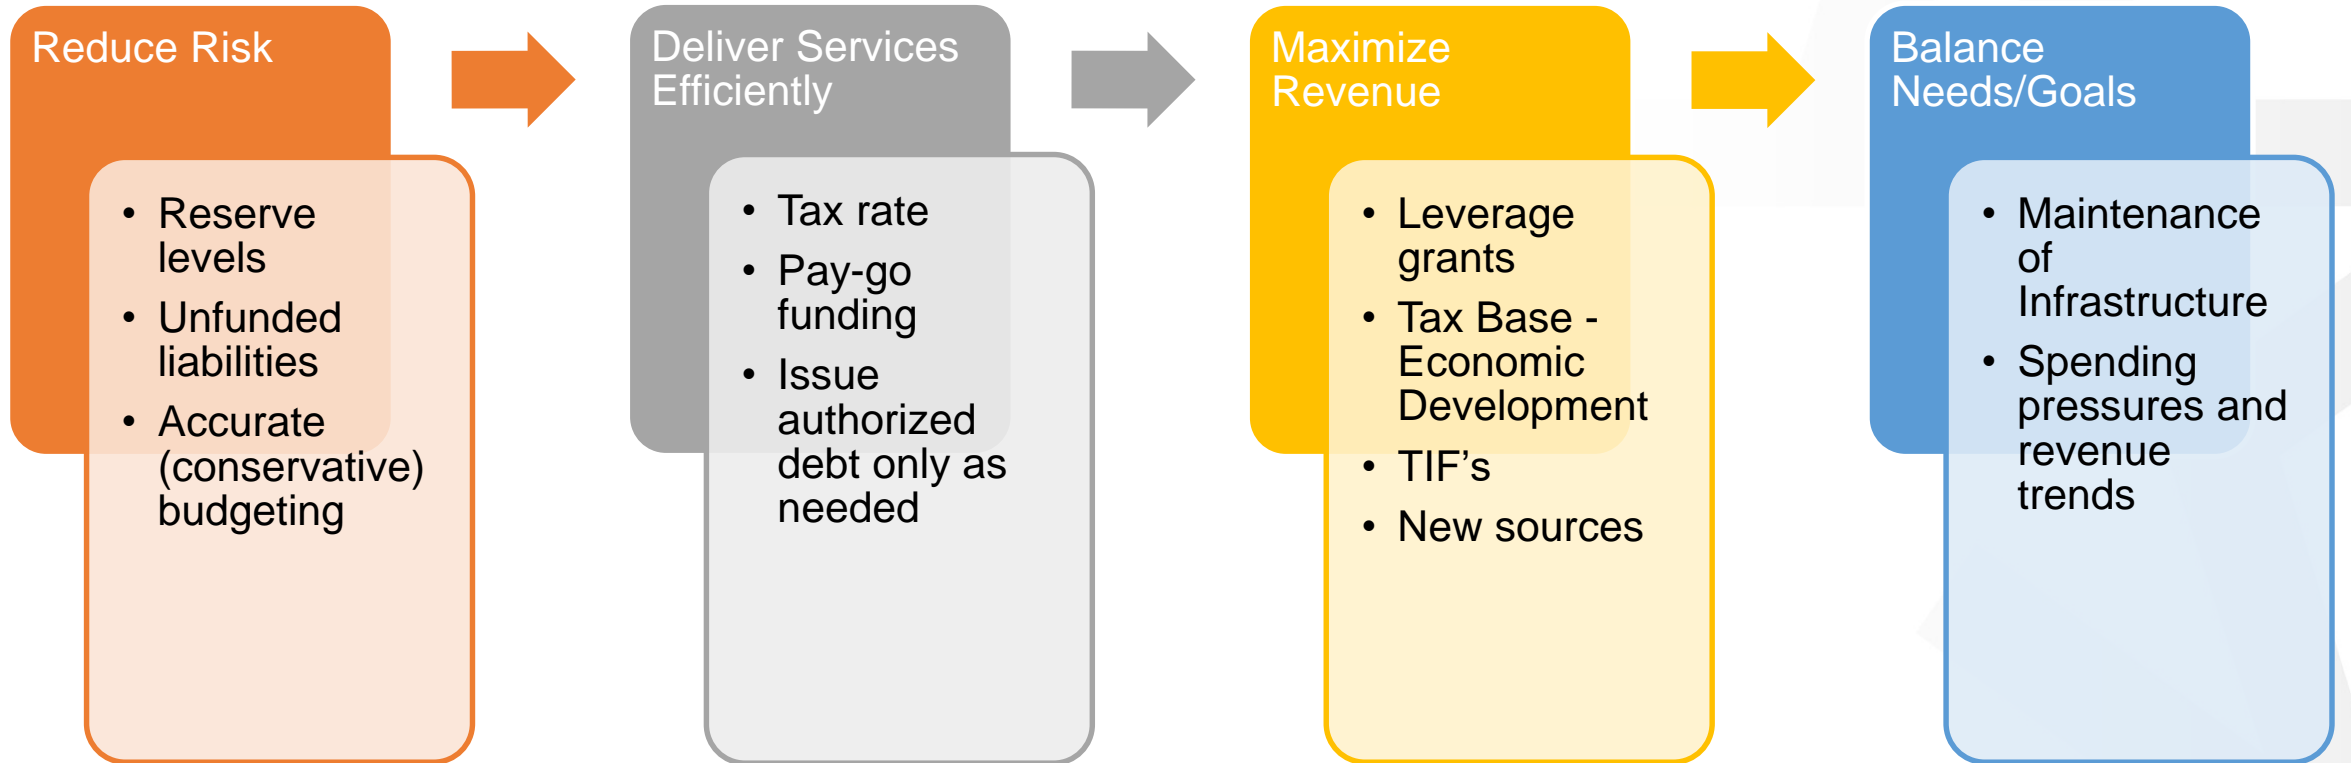 Reduce Risk
• Reserve
levels
• Unfunded
liabilities
• Accurate
(conservative)
budgeting
Deliver Services
Efficiently
• Tax rate
• Pay-go
funding
• Issue
authorized
debt only as
needed
Maximize
Revenue
• Leverage
grants
• Tax Base -
Economic
Development
• TIF’s
• New sources
Balance
Needs/Goals
• Maintenance
of
Infrastructure
• Spending
pressures and
revenue
trends